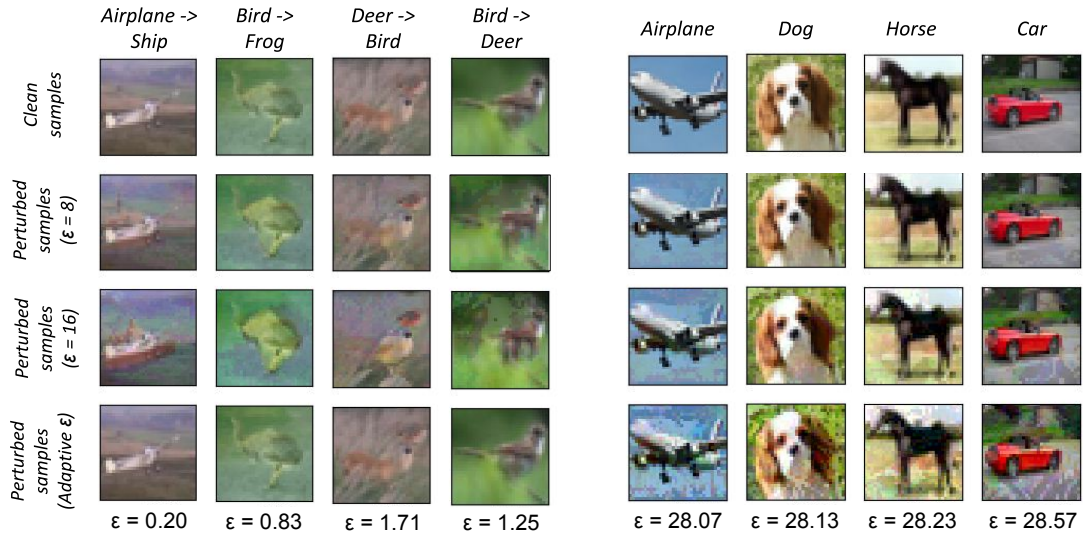 Airplane ->
Ship
Bird ->
Frog
Deer ->
Bird
Bird ->
Deer
Airplane
Dog
Horse
Car
Clean
samples
Perturbed
samples
(ε = 8)
Perturbed
samples
(ε = 16)
Perturbed
samples
(Adaptive ε)
ε = 0.20
ε = 0.83
ε = 1.71
ε = 1.25
ε = 28.07
ε = 28.13
ε = 28.23
ε = 28.57